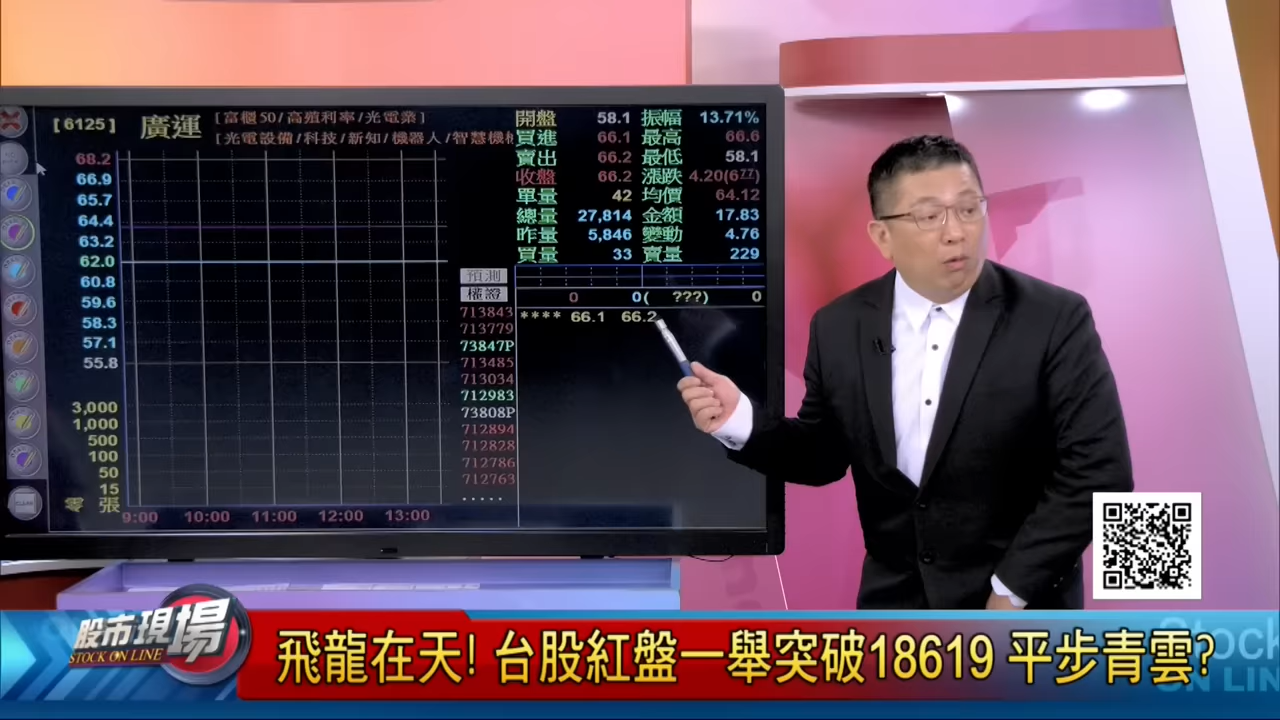 [6125] 廣運 [富櫃50/高殖利率/光電業]
[光電設備/科技/新知/機器人/智慧機
68.2
66.9
65.7
64.4
63.2
62.0
60.8
59.6
58.3
57.1
55.8
3,000
1,000
500
100
50
15
零 張
9:00 10:00 11:00 12:00 13:00
開盤 58.1 振幅 13.71%
買進 66.1 最高 66.6
賣出 66.2 最低 58.1
收盤 66.2 漲跌 4.20(6.77)
單量 42 均價 64.12
總量 27,814 金額 17.83
昨量 5,846 變動 4.76
買量 33 賣量 229
預測
權證
713843
713779
73847P
713485
713034
712983
73808P
712894
712828
712786
712763
.....
0 0( ???) 0
**** 66.1 66.2
股市現場
STOCK ON LINE
飛龍在天! 台股紅盤一舉突破18619 平步青雲?
Stock
ON LIN